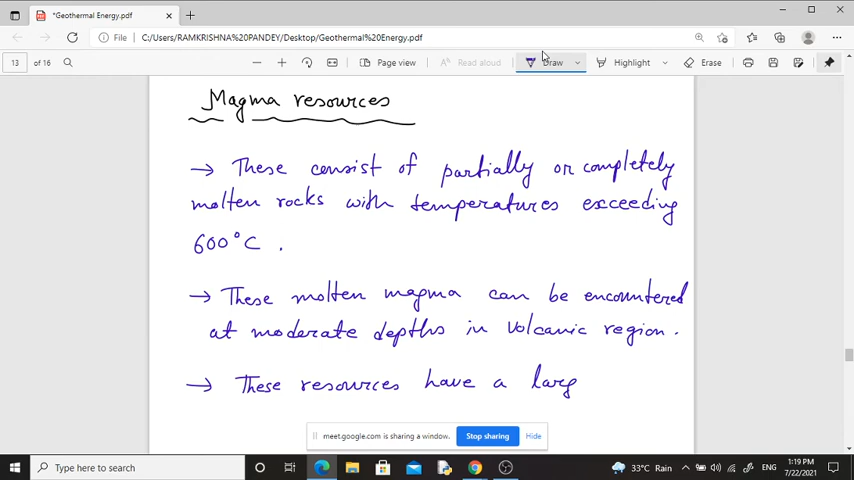 *Geothermal Energy.pdf
File C:/Users/RAMKRISHNA%20PANDEY/Desktop/Geothermal%20Energy.pdf
13 of 16 Page view Read aloud Draw Highlight Erase
Magma resources
→ These consist of partially or completely
molten rocks with temperatures exceeding
600°C .
→ These molten magma can be encountered
at moderate depths in volcanic region .
→ These resources have a larg
meet.google.com is sharing a window. Stop sharing Hide
Type here to search 33°C Rain ENG 1:19 PM
7/22/2021